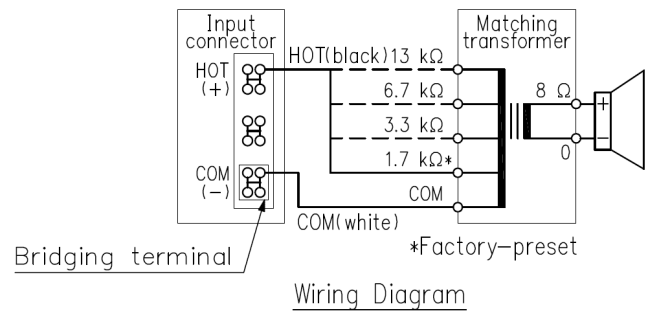 Input
connector
Matching
transformer
HOT(black)
13 kΩ
HOT
(+)
6.7 kΩ
8 Ω
+
3.3 kΩ
−
0
1.7 kΩ*
COM
(−)
COM
COM(white)
*Factory-preset
Bridging terminal
Wiring Diagram